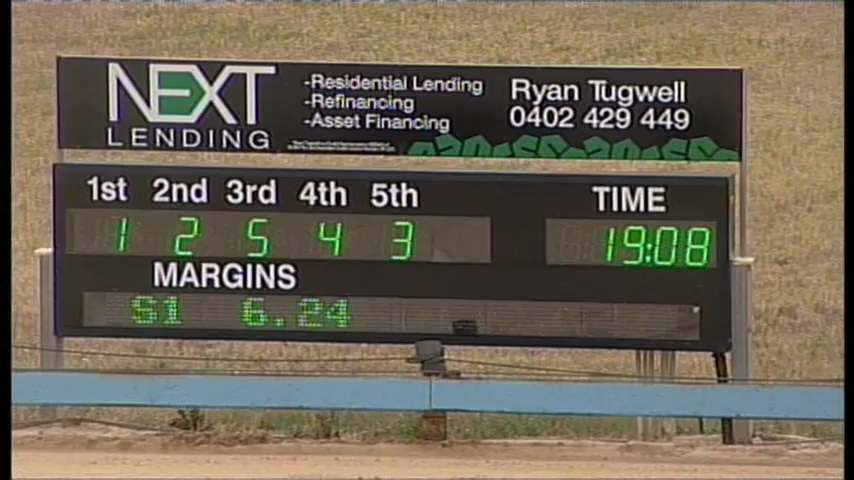 NEXT
LENDING
-Residential Lending
-Refinancing
-Asset Financing
Ryan Tugwell
0402 429 449
1st 2nd 3rd 4th 5th TIME
1 2 5 4 3 19:08
MARGINS
S1 6.24